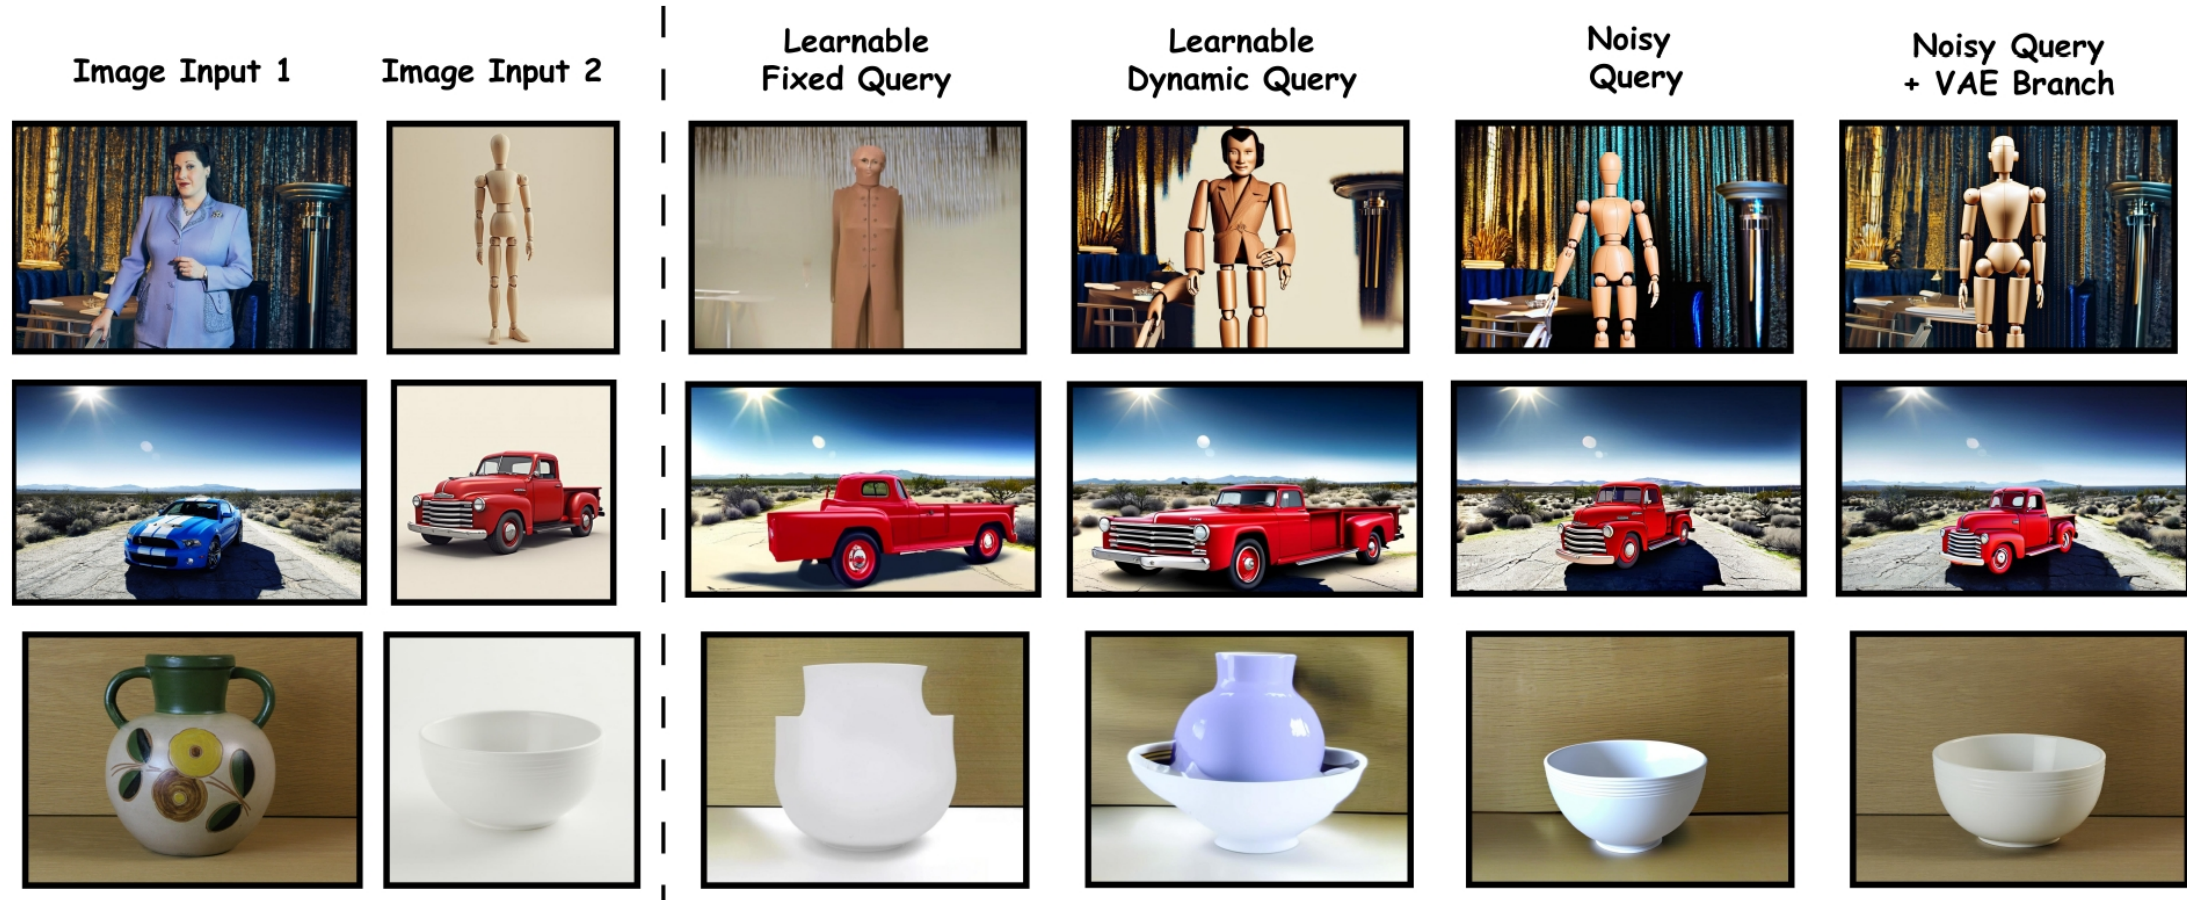 Image Input 1
Image Input 2
Learnable
Fixed Query
Learnable
Dynamic Query
Noisy
Query
Noisy Query
+ VAE Branch